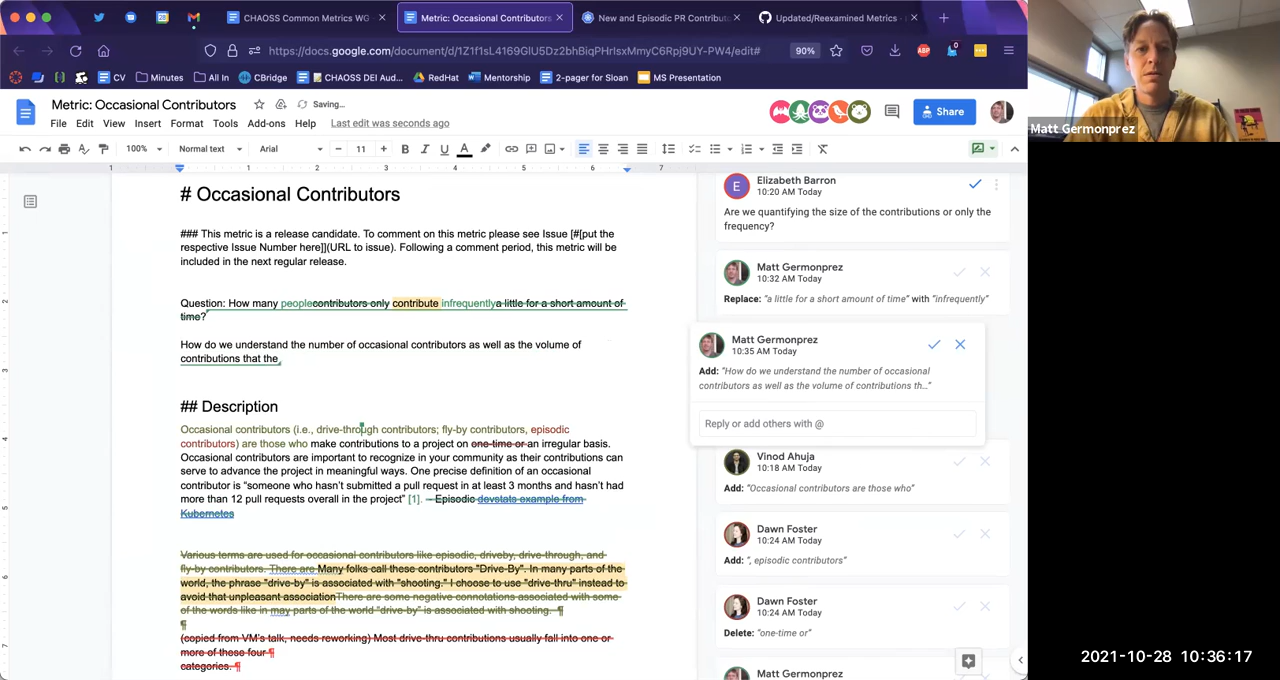 CHAOSS Common Metrics WG -
Metric: Occasional Contributors
New and Episodic PR Contributo
Updated/Reexamined Metrics ·
https://docs.google.com/document/d/1Z1f1sL4169GlU5Dz2bhBiqPHrIsxMmyC6Rpj9UY-PW4/edit#
90%
CV
Minutes
All In
CBridge
CHAOSS DEI Aud...
RedHat
Mentorship
2-pager for Sloan
MS Presentation
Metric: Occasional Contributors
Saving...
File Edit View Insert Format Tools Add-ons Help Last edit was seconds ago
Share
100% Normal text Arial 11
# Occasional Contributors
### This metric is a release candidate. To comment on this metric please see Issue [#[put the
respective Issue Number here]](URL to issue). Following a comment period, this metric will be
included in the next regular release.
Question: How many peoplecontributors only contribute infrequentlya little for a short amount of
time?
How do we understand the number of occasional contributors as well as the volume of
contributions that the
## Description
Occasional contributors (i.e., drive-through contributors; fly-by contributors, episodic
contributors) are those who make contributions to a project on one-time or an irregular basis.
Occasional contributors are important to recognize in your community as their contributions can
serve to advance the project in meaningful ways. One precise definition of an occasional
contributor is “someone who hasn’t submitted a pull request in at least 3 months and hasn’t had
more than 12 pull requests overall in the project” [1]. – Episodic devstats example from
Kubernetes
Various terms are used for occasional contributors like episodic, driveby, drive-through, and
fly-by contributors. There are Many folks call these contributors "Drive-By". In many parts of the
world, the phrase "drive-by" is associated with "shooting." I choose to use "drive-thru" instead to
avoid that unpleasant associationThere are some negative connotations associated with some
of the words like in may parts of the world “drive-by” is associated with shooting. ¶
¶
(copied from VM's talk, needs reworking) Most drive-thru contributions usually fall into one or
more of these four ¶
categories. ¶
Elizabeth Barron
10:20 AM Today
Are we quantifying the size of the contributions or only the
frequency?
Matt Germonprez
10:32 AM Today
Replace: “a little for a short amount of time” with “infrequently”
Matt Germonprez
10:35 AM Today
Add: “How do we understand the number of occasional
contributors as well as the volume of contributions th...”
Reply or add others with @
Vinod Ahuja
10:18 AM Today
Add: “Occasional contributors are those who”
Dawn Foster
10:24 AM Today
Add: “, episodic contributors”
Dawn Foster
10:24 AM Today
Delete: “one-time or”
Matt Germonprez
Matt Germonprez
2021-10-28 10:36:17